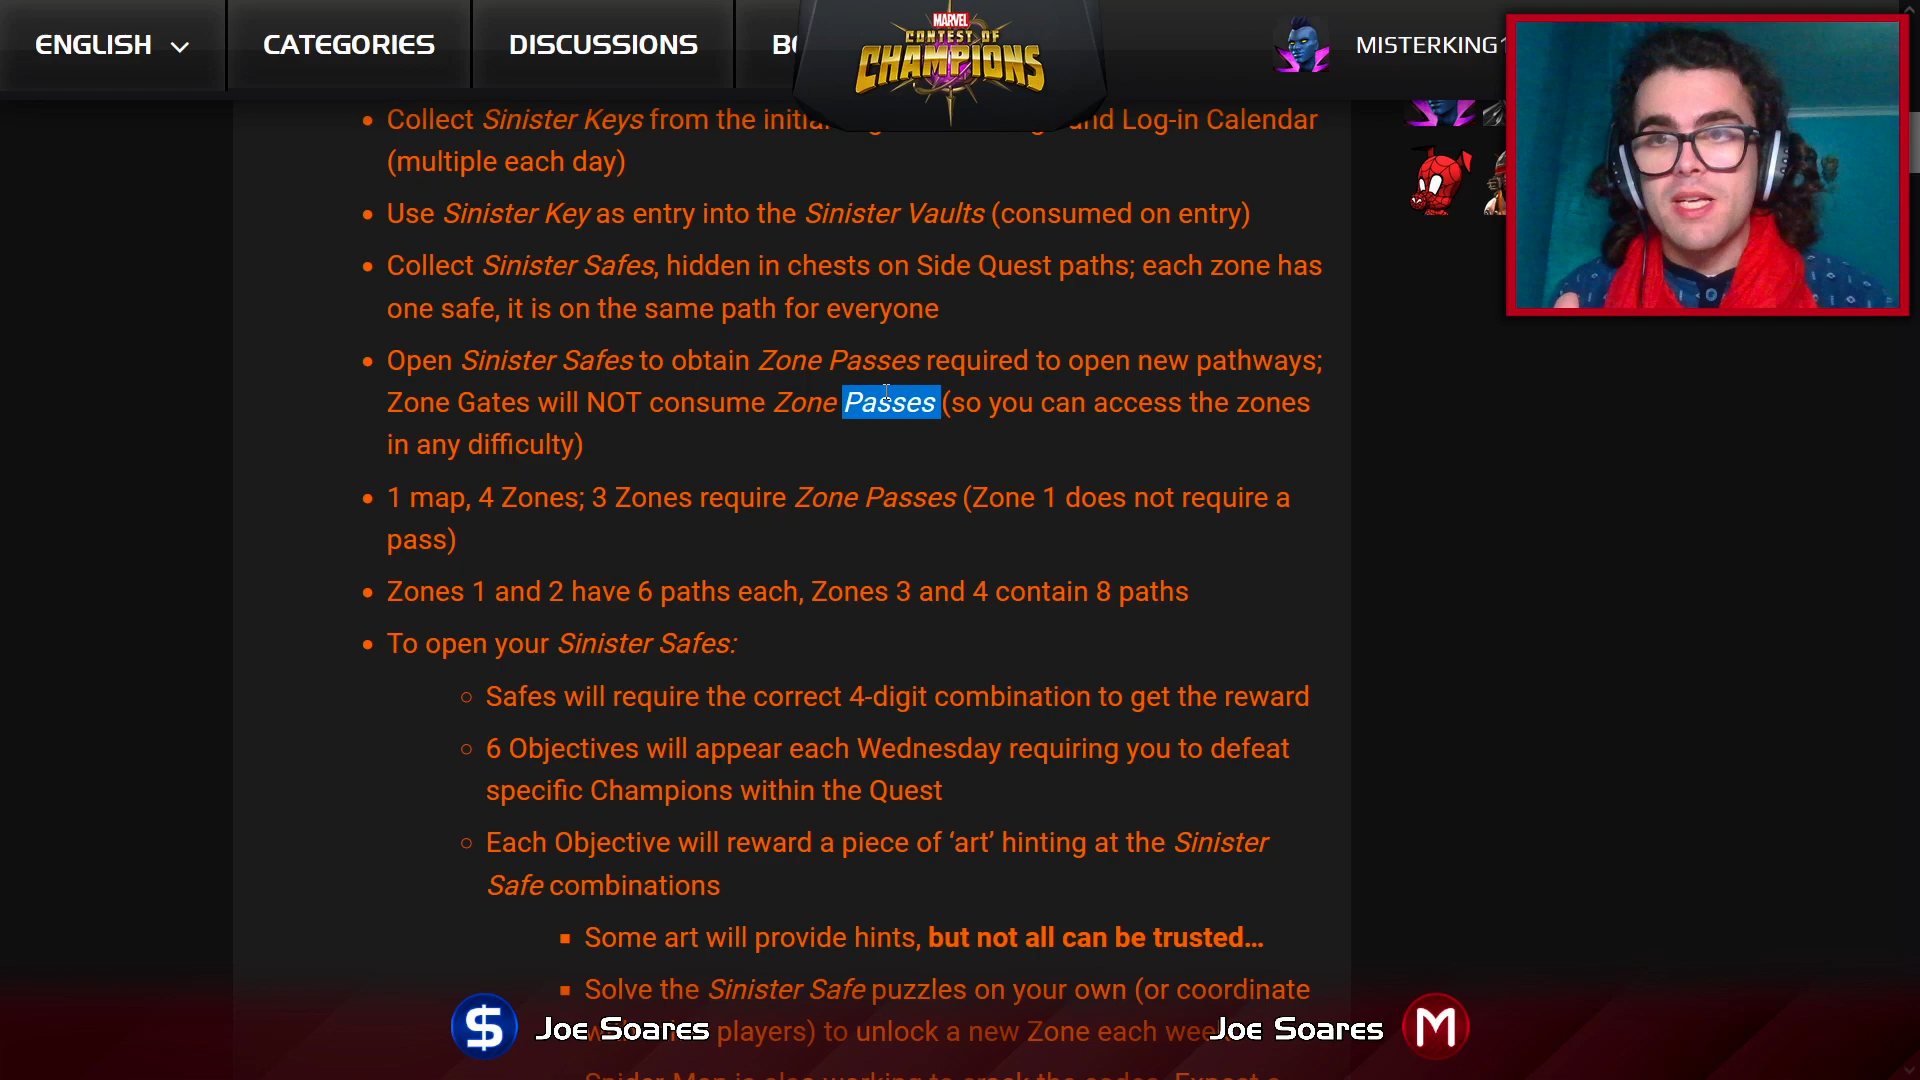 ENGLISH CATEGORIES DISCUSSIONS MARVEL CONTEST OF CHAMPIONS MISTERKING
Collect Sinister Keys from the and Log-in Calendar
(multiple each day)
Use Sinister Key as entry into the Sinister Vaults (consumed on entry)
Collect Sinister Safes, hidden in chests on Side Quest paths; each zone has
one safe, it is on the same path for everyone
Open Sinister Safes to obtain Zone Passes required to open new pathways;
Zone Gates will NOT consume Zone Passes (so you can access the zones
in any difficulty)
1 map, 4 Zones; 3 Zones require Zone Passes (Zone 1 does not require a
pass)
Zones 1 and 2 have 6 paths each, Zones 3 and 4 contain 8 paths
To open your Sinister Safes:
Safes will require the correct 4-digit combination to get the reward
6 Objectives will appear each Wednesday requiring you to defeat
specific Champions within the Quest
Each Objective will reward a piece of ‘art’ hinting at the Sinister
Safe combinations
Some art will provide hints, but not all can be trusted...
Solve the Sinister Safe puzzles on your own (or coordinate
players) to unlock a new Zone each
$ Joe Soares Joe Soares M